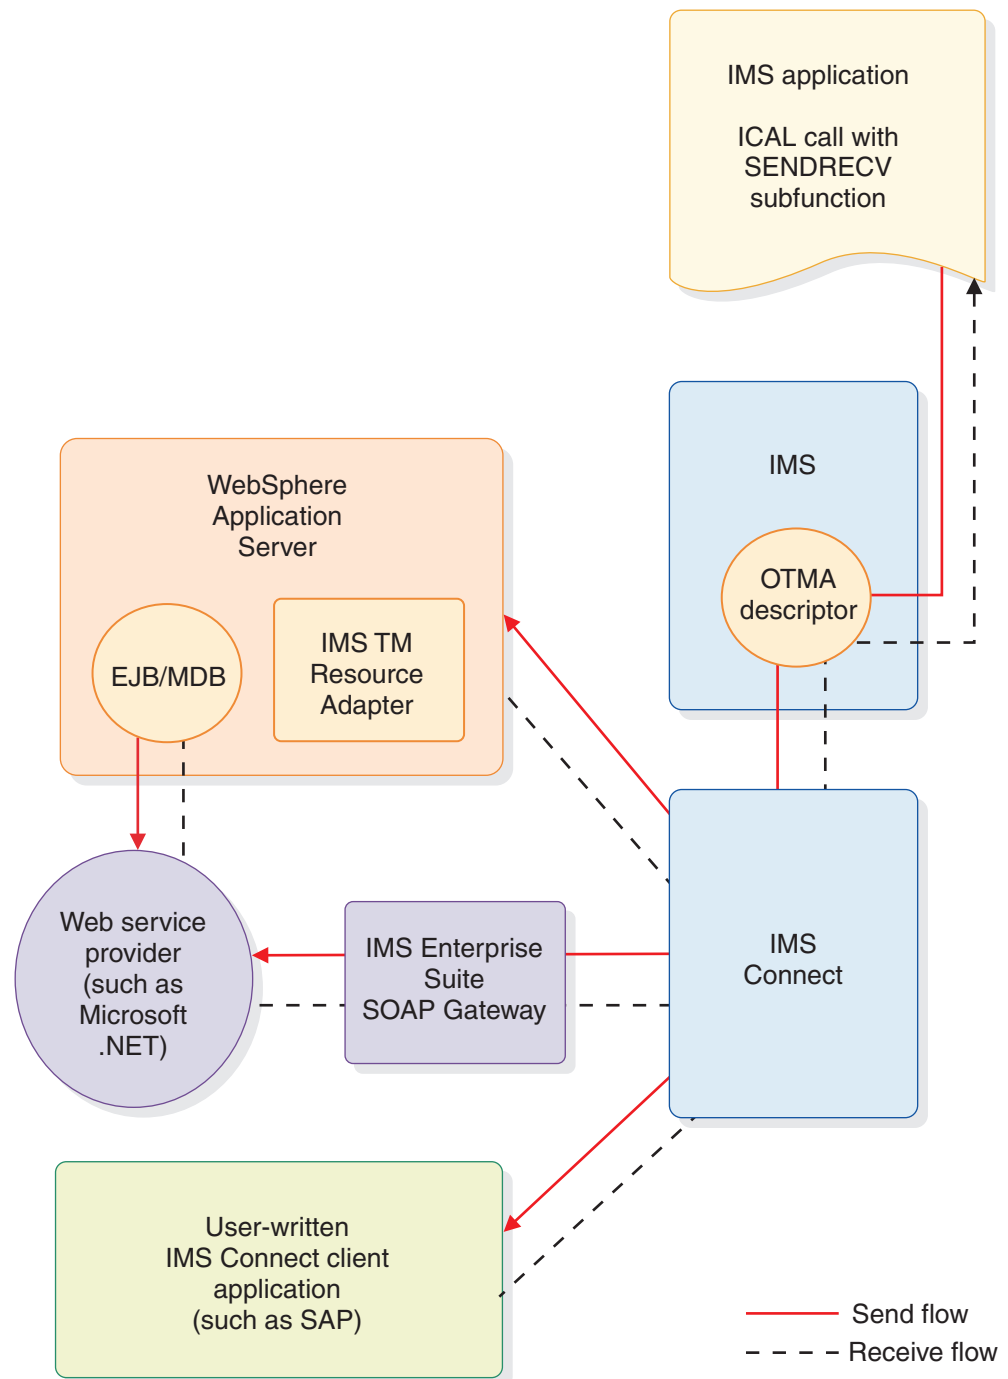 IMS application
ICAL call with
SENDRECV
subfunction
IMS
OTMA
descriptor
WebSphere
Application
Server
EJB/MDB
IMS TM
Resource
Adapter
Web service
provider
(such as
Microsoft
.NET)
IMS Enterprise
Suite
SOAP Gateway
IMS
Connect
User-written
IMS Connect client
application
(such as SAP)
Send flow
Receive flow